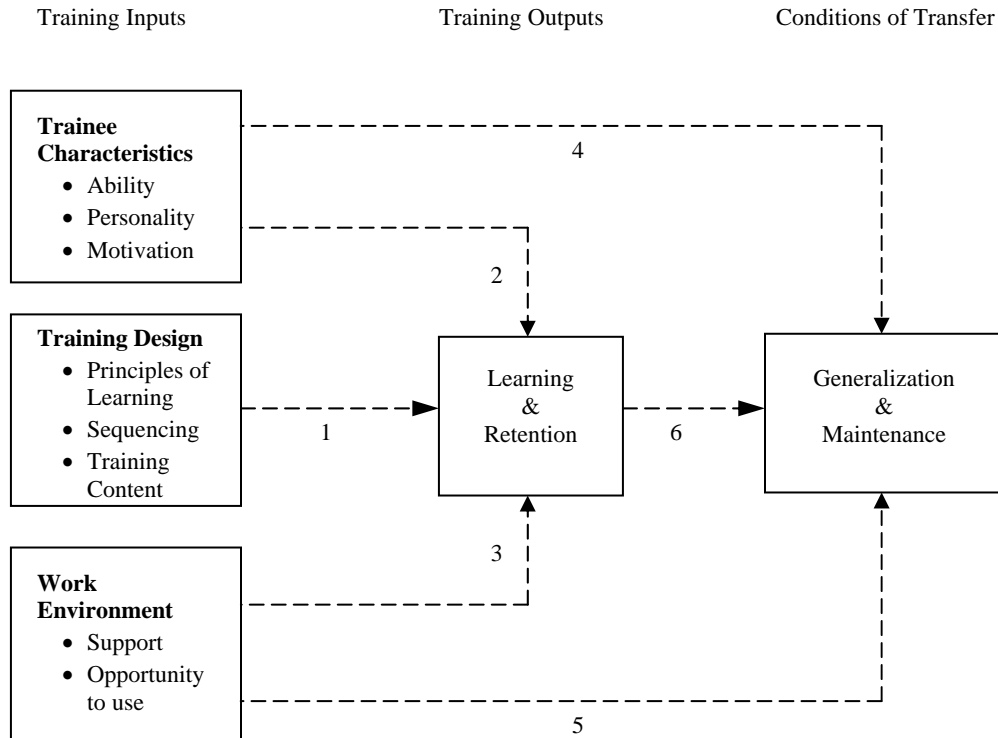 Training Inputs
Training Outputs
Conditions of Transfer
Trainee
Characteristics
• Ability
• Personality
• Motivation
4
2
Training Design
• Principles of
Learning
• Sequencing
• Training
Content
1
Learning
&
Retention
6
Generalization
&
Maintenance
3
Work
Environment
• Support
• Opportunity
to use
5